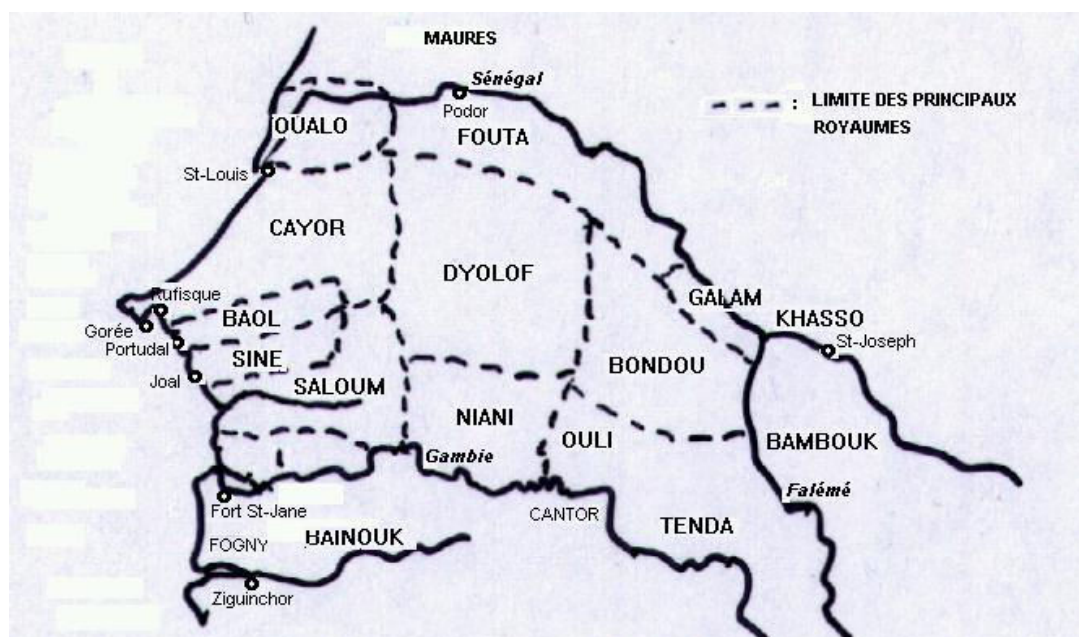 MAURES
Sénégal
Podor
- - - - : LIMITE DES PRINCIPAUX
ROYAUMES
OUALO
FOUTA
St-Louis
CAYOR
DYOLOF
GALAM
Rufisque
BAOL
KHASSO
Gorée
Portudal
St-Joseph
SINE
BONDOU
Joal
SALOUM
NIANI
OULI
BAMBOUK
Gambie
Falémé
Fort St-Jane
CANTOR
TENDA
FOGNY
BAINOUK
Ziguinchor